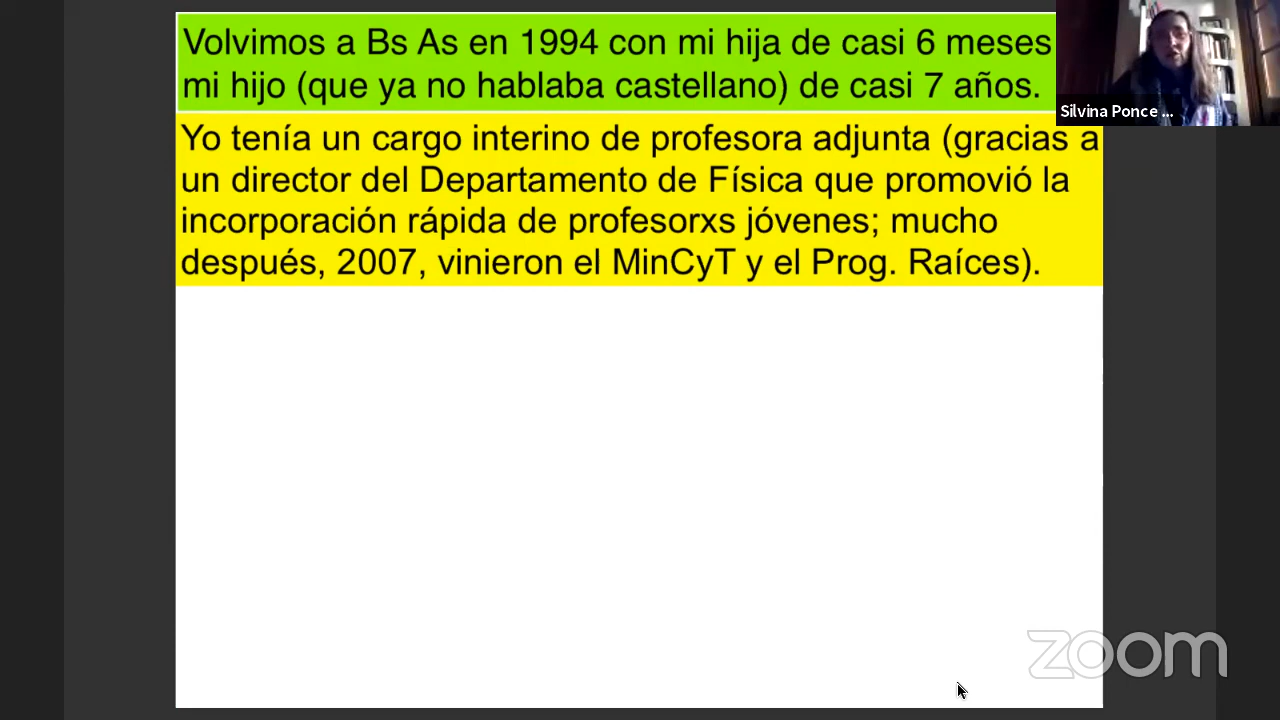 Volvimos a Bs As en 1994 con mi hija de casi 6 meses
mi hijo (que ya no hablaba castellano) de casi 7 años.
Yo tenía un cargo interino de profesora adjunta (gracias a
un director del Departamento de Física que promovió la
incorporación rápida de profesorxs jóvenes; mucho
después, 2007, vinieron el MinCyT y el Prog. Raíces).
Silvina Ponce ...
zoom